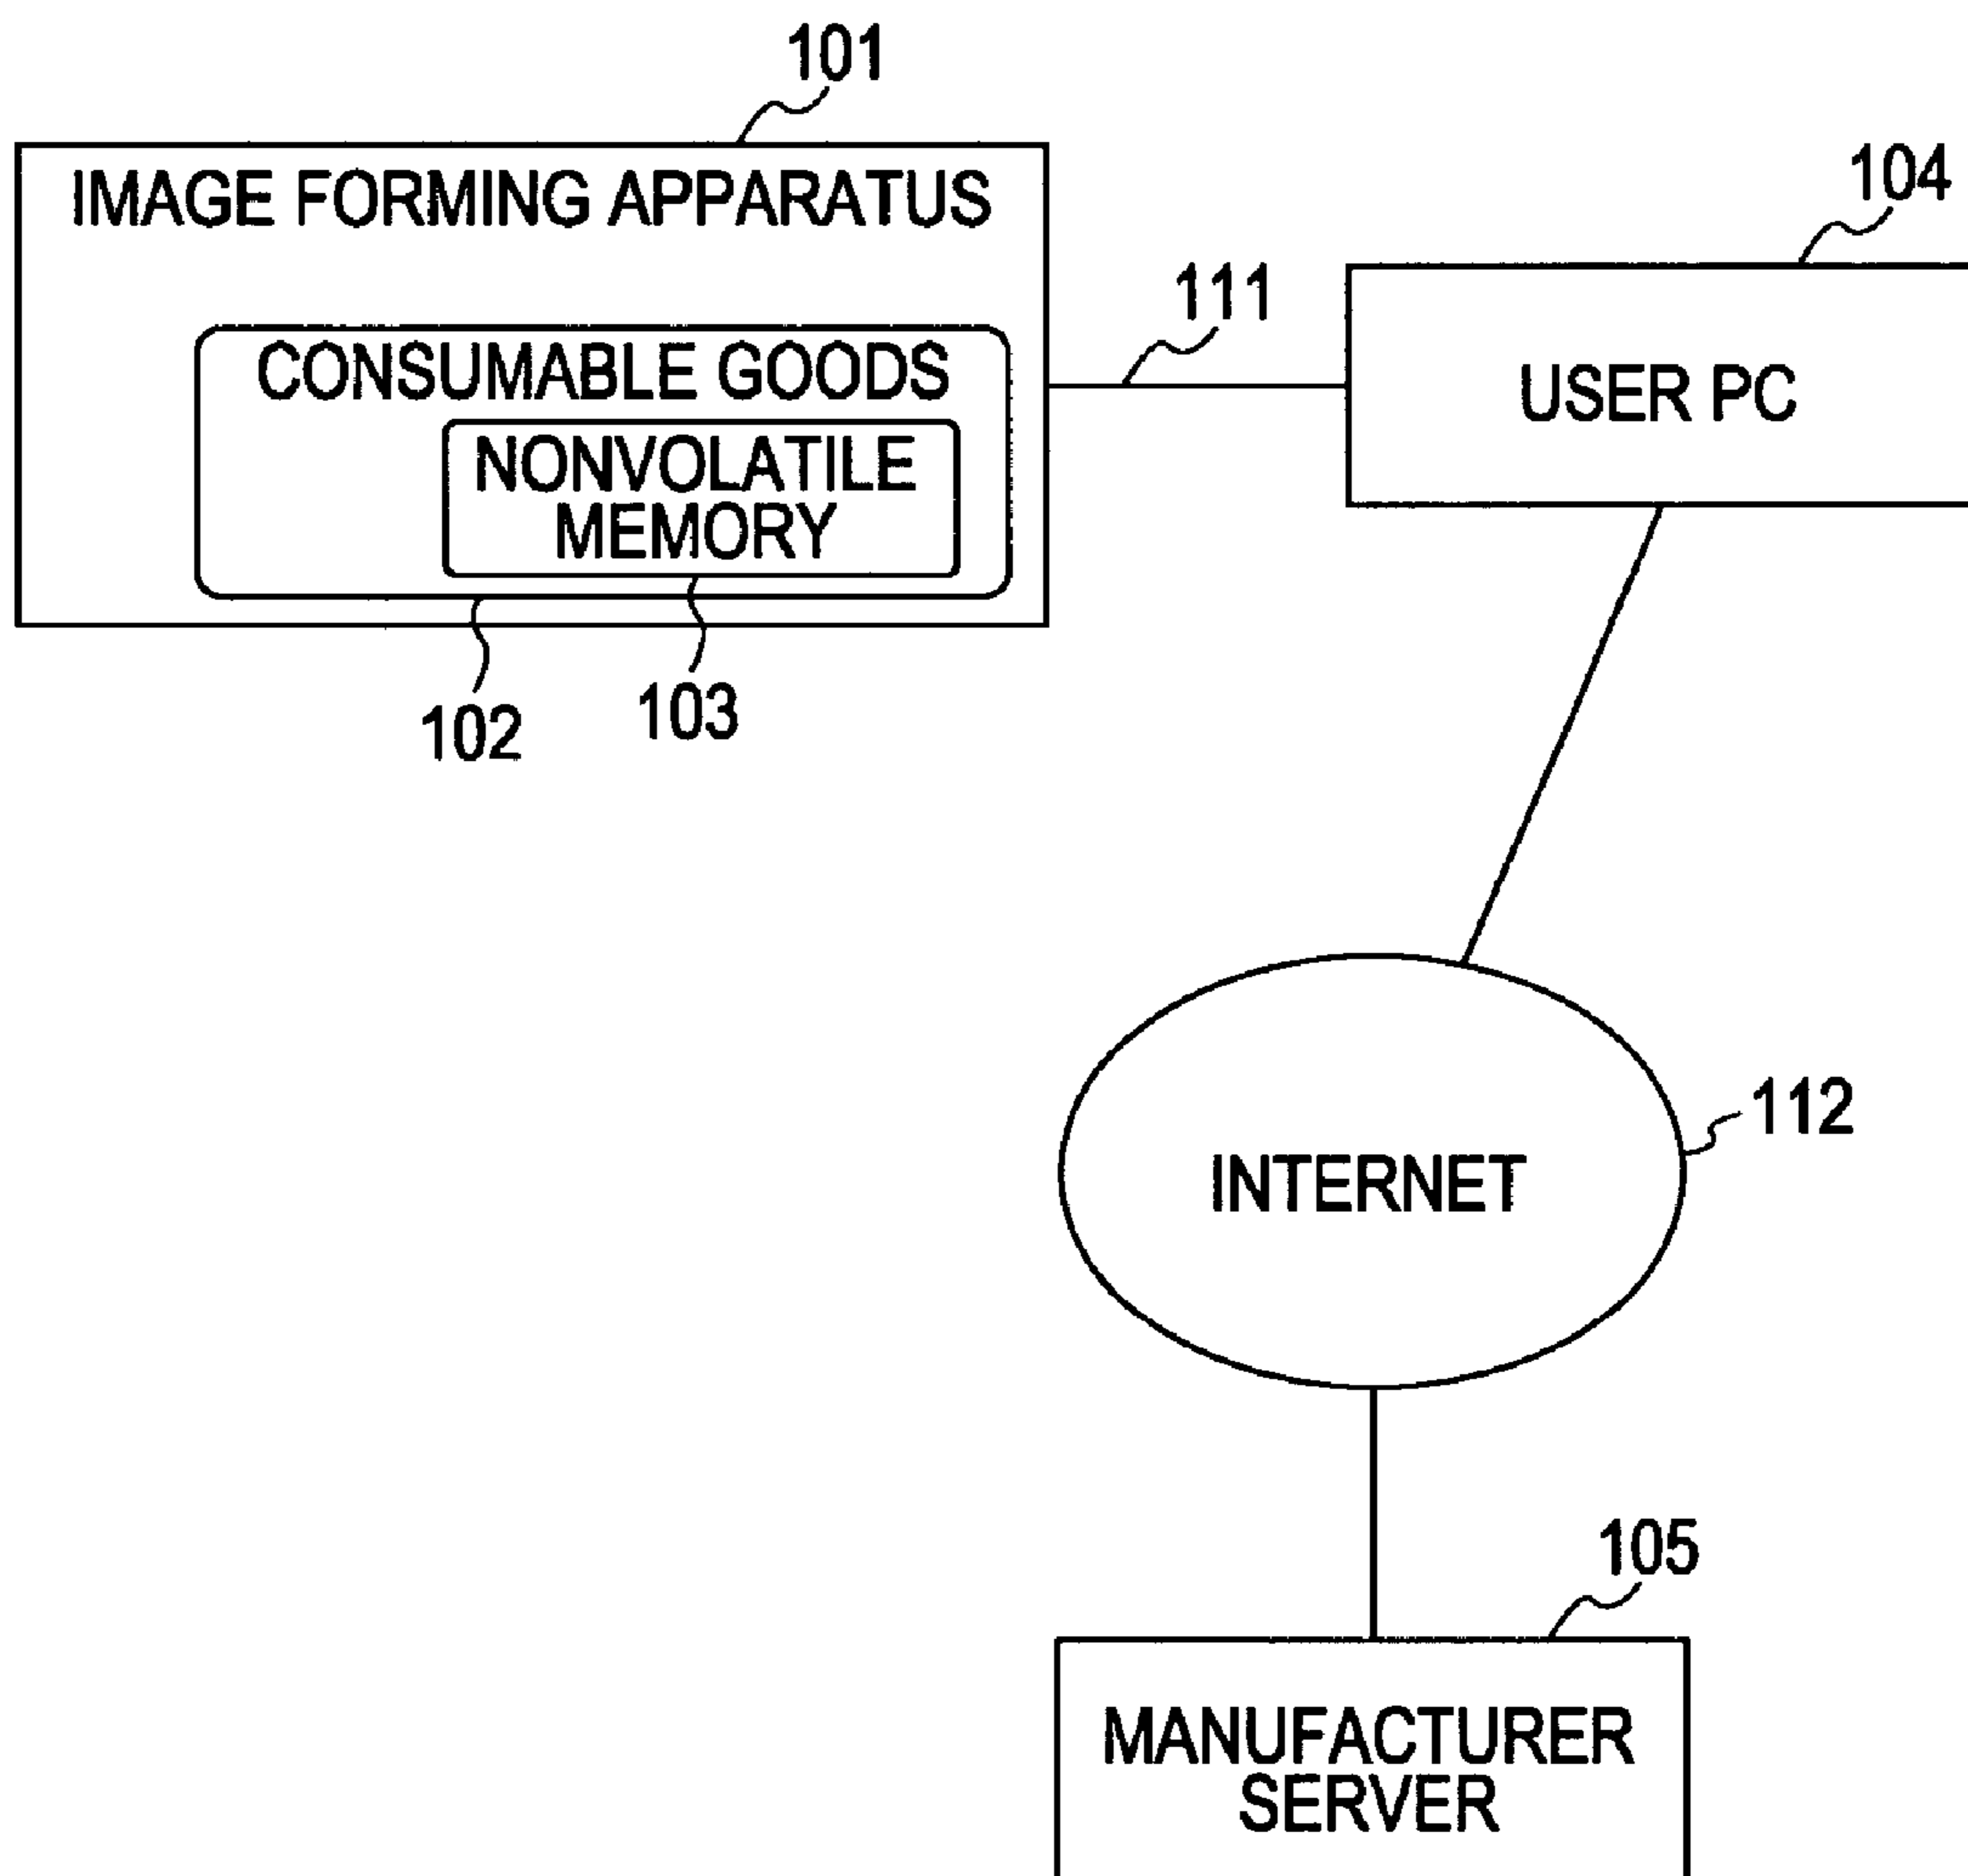 101
IMAGE FORMING APPARATUS
104
111
CONSUMABLE GOODS
USER PC
NONVOLATILE
MEMORY
102
103
112
INTERNET
105
MANUFACTURER
SERVER